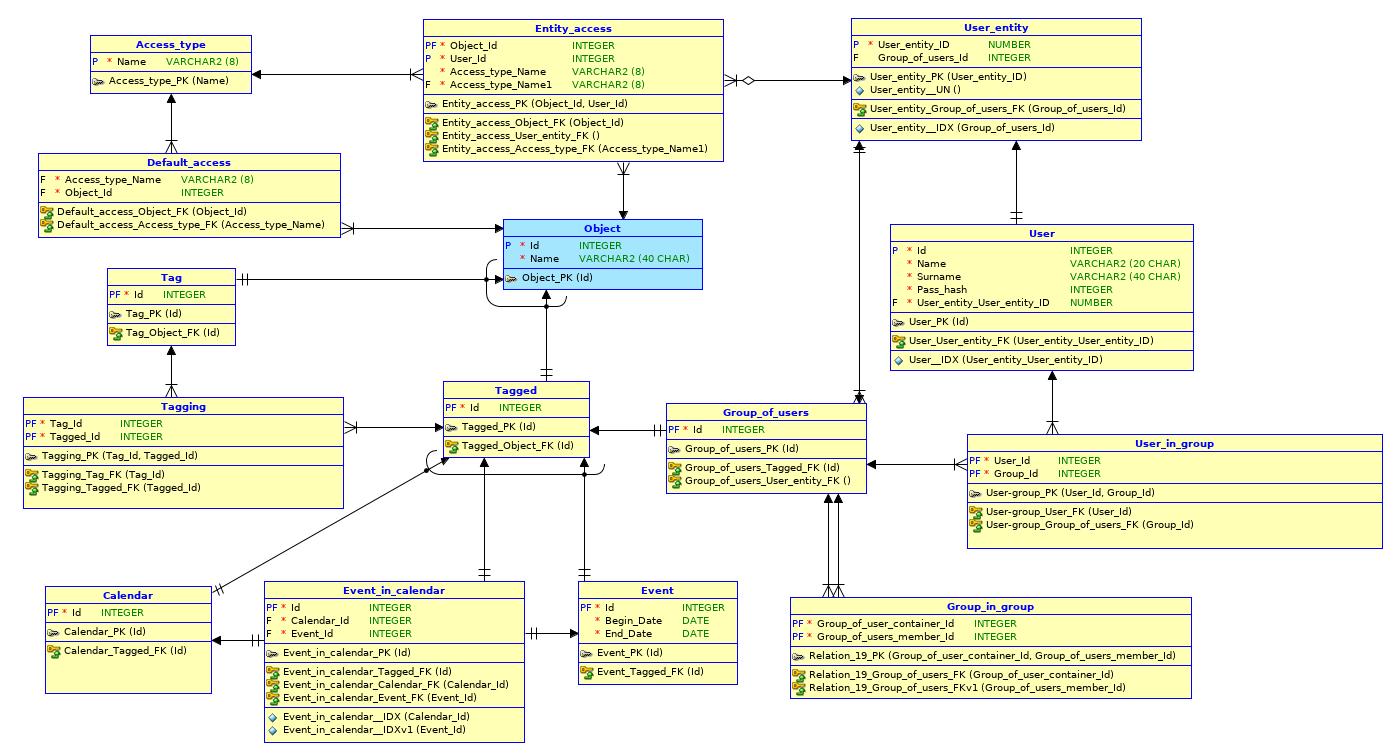 Access_type
P * Name VARCHAR2 (8)
Access_type_PK (Name)
Entity_access
PF * Object_Id INTEGER
P * User_Id INTEGER
* Access_type_Name VARCHAR2 (8)
F * Access_type_Name1 VARCHAR2 (8)
Entity_access_PK (Object_Id, User_Id)
Entity_access_Object_FK (Object_Id)
Entity_access_User_entity_FK ()
Entity_access_Access_type_FK (Access_type_Name1)
User_entity
P * User_entity_ID NUMBER
F Group_of_users_Id INTEGER
User_entity_PK (User_entity_ID)
User_entity__UN ()
User_entity_Group_of_users_FK (Group_of_users_Id)
User_entity__IDX (Group_of_users_Id)
Default_access
F * Access_type_Name VARCHAR2 (8)
F * Object_Id INTEGER
Default_access_Object_FK (Object_Id)
Default_access_Access_type_FK (Access_type_Name)
Object
P * Id INTEGER
* Name VARCHAR2 (40 CHAR)
Object_PK (Id)
User
P * Id INTEGER
* Name VARCHAR2 (20 CHAR)
* Surname VARCHAR2 (40 CHAR)
* Pass_hash INTEGER
F * User_entity_User_entity_ID NUMBER
User_PK (Id)
User_User_entity_FK (User_entity_User_entity_ID)
User__IDX (User_entity_User_entity_ID)
Tag
PF * Id INTEGER
Tag_PK (Id)
Tag_Object_FK (Id)
Tagging
PF * Tag_Id INTEGER
PF * Tagged_Id INTEGER
Tagging_PK (Tag_Id, Tagged_Id)
Tagging_Tag_FK (Tag_Id)
Tagging_Tagged_FK (Tagged_Id)
Tagged
PF * Id INTEGER
Tagged_PK (Id)
Tagged_Object_FK (Id)
Group_of_users
PF * Id INTEGER
Group_of_users_PK (Id)
Group_of_users_Tagged_FK (Id)
Group_of_users_User_entity_FK ()
User_in_group
PF * User_Id INTEGER
PF * Group_Id INTEGER
User-group_PK (User_Id, Group_Id)
User-group_User_FK (User_Id)
User-group_Group_of_users_FK (Group_Id)
Calendar
PF * Id INTEGER
Calendar_PK (Id)
Calendar_Tagged_FK (Id)
Event_in_calendar
PF * Id INTEGER
F * Calendar_Id INTEGER
F * Event_Id INTEGER
Event_in_calendar_PK (Id)
Event_in_calendar_Tagged_FK (Id)
Event_in_calendar_Calendar_FK (Calendar_Id)
Event_in_calendar_Event_FK (Event_Id)
Event_in_calendar__IDX (Calendar_Id)
Event_in_calendar__IDXv1 (Event_Id)
Event
PF * Id INTEGER
* Begin_Date DATE
* End_Date DATE
Event_PK (Id)
Event_Tagged_FK (Id)
Group_in_group
PF * Group_of_user_container_Id INTEGER
PF * Group_of_users_member_Id INTEGER
Relation_19_PK (Group_of_user_container_Id, Group_of_users_member_Id)
Relation_19_Group_of_users_FK (Group_of_user_container_Id)
Relation_19_Group_of_users_FKv1 (Group_of_users_member_Id)